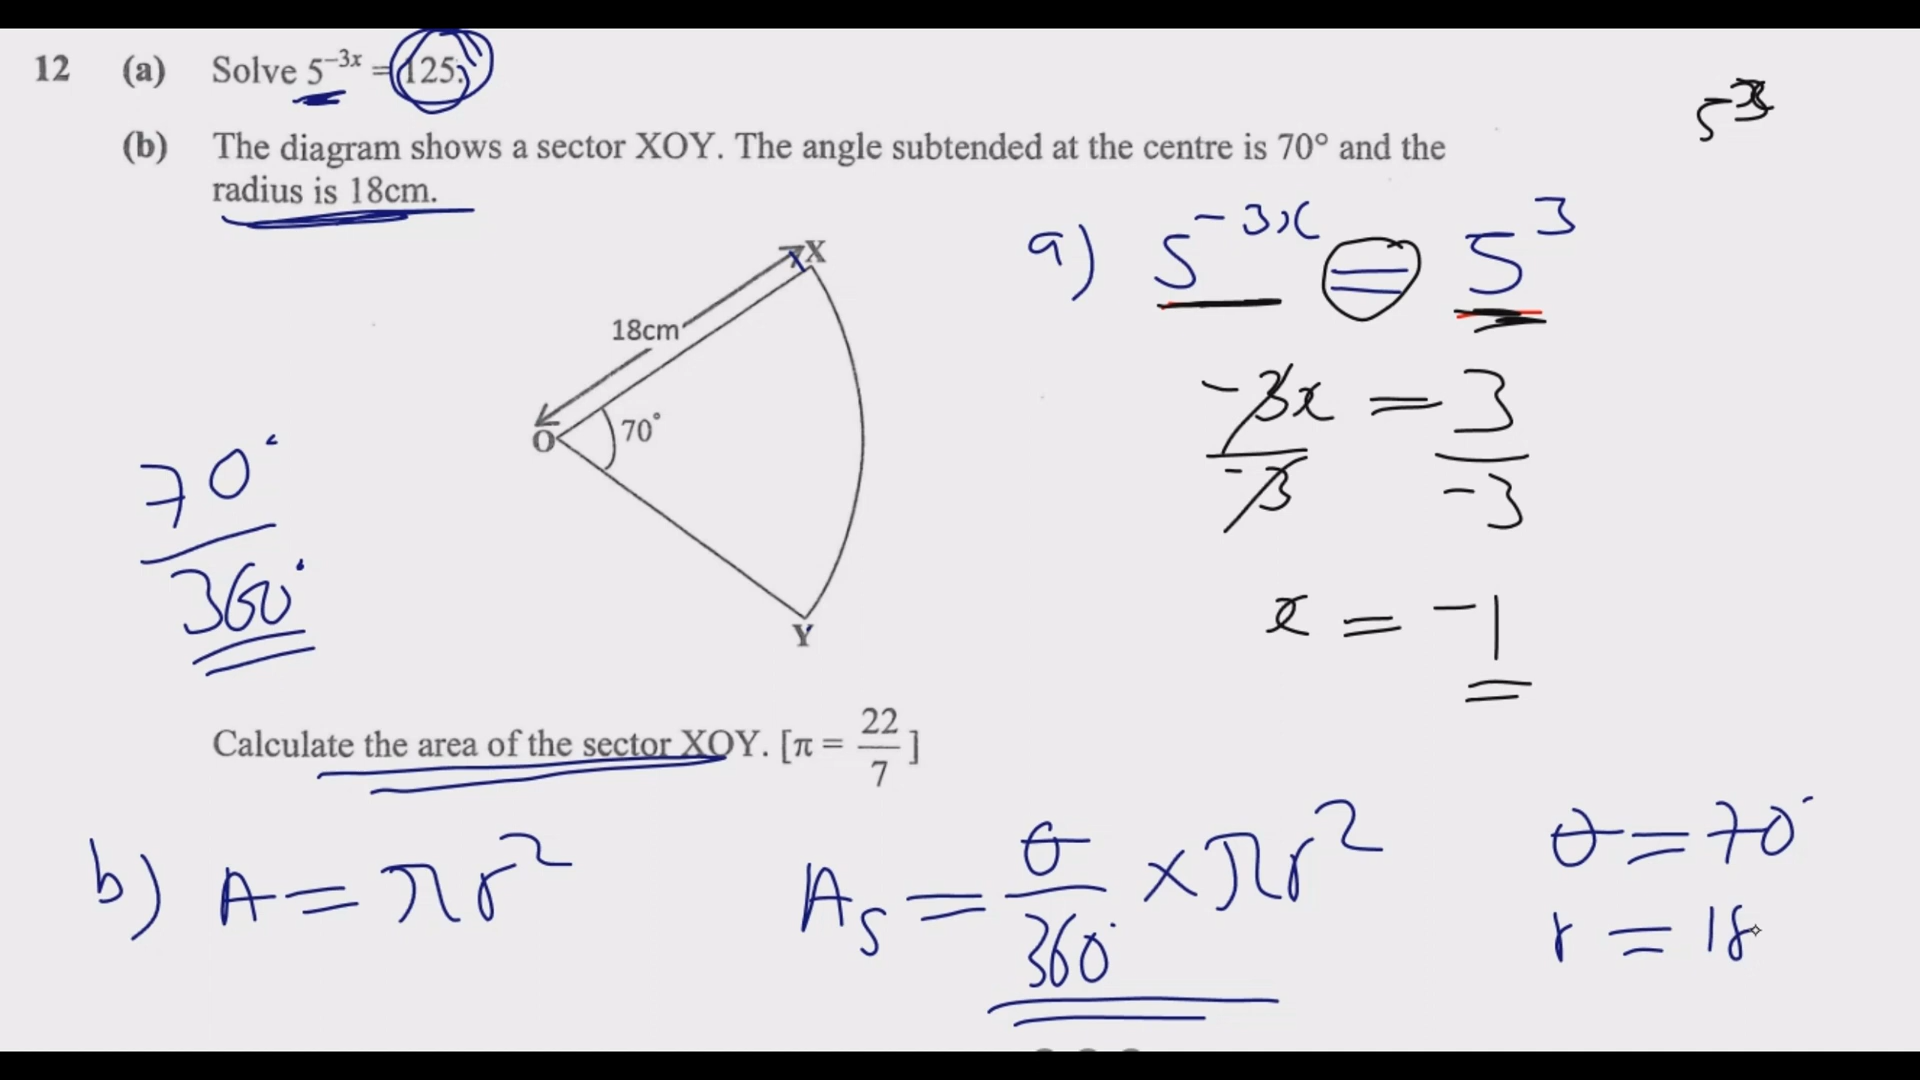 12 (a) Solve 5⁻³ˣ = 125.
5⁻³
(b) The diagram shows a sector XOY. The angle subtended at the centre is 70° and the
radius is 18cm.
X
18cm
O
70°
Y
a) 5⁻³ˣ = 5³
-3x = 3
-3 -3
x = -1
70°
360°
Calculate the area of the sector XOY. [π = 22/7]
b) A = πr²
Aₛ = θ/360° × πr²
θ = 70°
r = 18